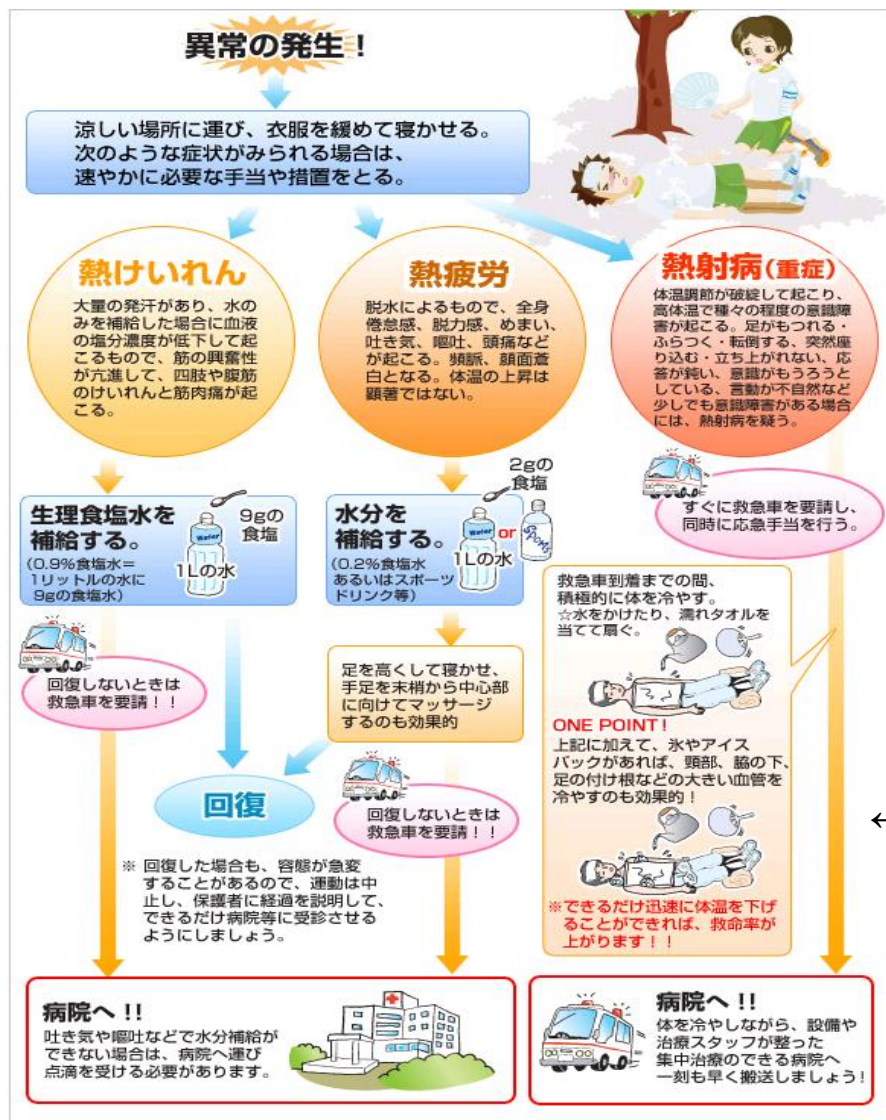 異常の発生！
涼しい場所に運び、衣服を緩めて寝かせる。
次のような症状がみられる場合は、
速やかに必要な手当や措置をとる。
熱けいれん
大量の発汗があり、水の
みを補給した場合に血液
の塩分濃度が低下して起
こるもので、筋の興奮性
が亢進して、四肢や腹筋
のけいれんと筋肉痛が起
こる。
熱疲労
脱水によるもので、全身
倦怠感、脱力感、めまい、
吐き気、嘔吐、頭痛など
が起こる。頻脈、顔面蒼
白となる。体温の上昇は
顕著ではない。
熱射病(重症)
体温調節が破綻して起こり、
高体温で種々の程度の意識障
害が起こる。足がもつれる・
ふらつく・転倒する、突然座
り込む・立ち上がれない、応
答が鈍い、意識がもうろうと
している、言動が不自然など
少しでも意識障害がある場合
には、熱射病を疑う。
生理食塩水を
補給する。
(0.9%食塩水＝
1リットルの水に
9gの食塩水)
9gの
食塩
Water
1Lの水
水分を
補給する。
(0.2%食塩水
あるいはスポーツ
ドリンク等)
2gの
食塩
Water
or
SPORTS
1Lの水
すぐに救急車を要請し、
同時に応急手当を行う。
回復しないときは
救急車を要請！！
足を高くして寝かせ、
手足を末梢から中心部
に向けてマッサージ
するのも効果的
救急車到着までの間、
積極的に体を冷やす。
☆水をかけたり、濡れタオルを
当てて扇ぐ。
ONE POINT！
上記に加えて、氷やアイス
パックがあれば、頸部、脇の下、
足の付け根などの大きい血管を
冷やすのも効果的！
※できるだけ迅速に体温を下げ
ることができれば、救命率が
上がります！！
回復
回復しないときは
救急車を要請！！
※ 回復した場合も、容態が急変
することがあるので、運動は中
止し、保護者に経過を説明して、
できるだけ病院等に受診させる
ようにしましょう。
←
病院へ！！
吐き気や嘔吐などで水分補給が
できない場合は、病院へ運び
点滴を受ける必要があります。
病院へ！！
体を冷やしながら、設備や
治療スタッフが整った
集中治療のできる病院へ
一刻も早く搬送しましょう！